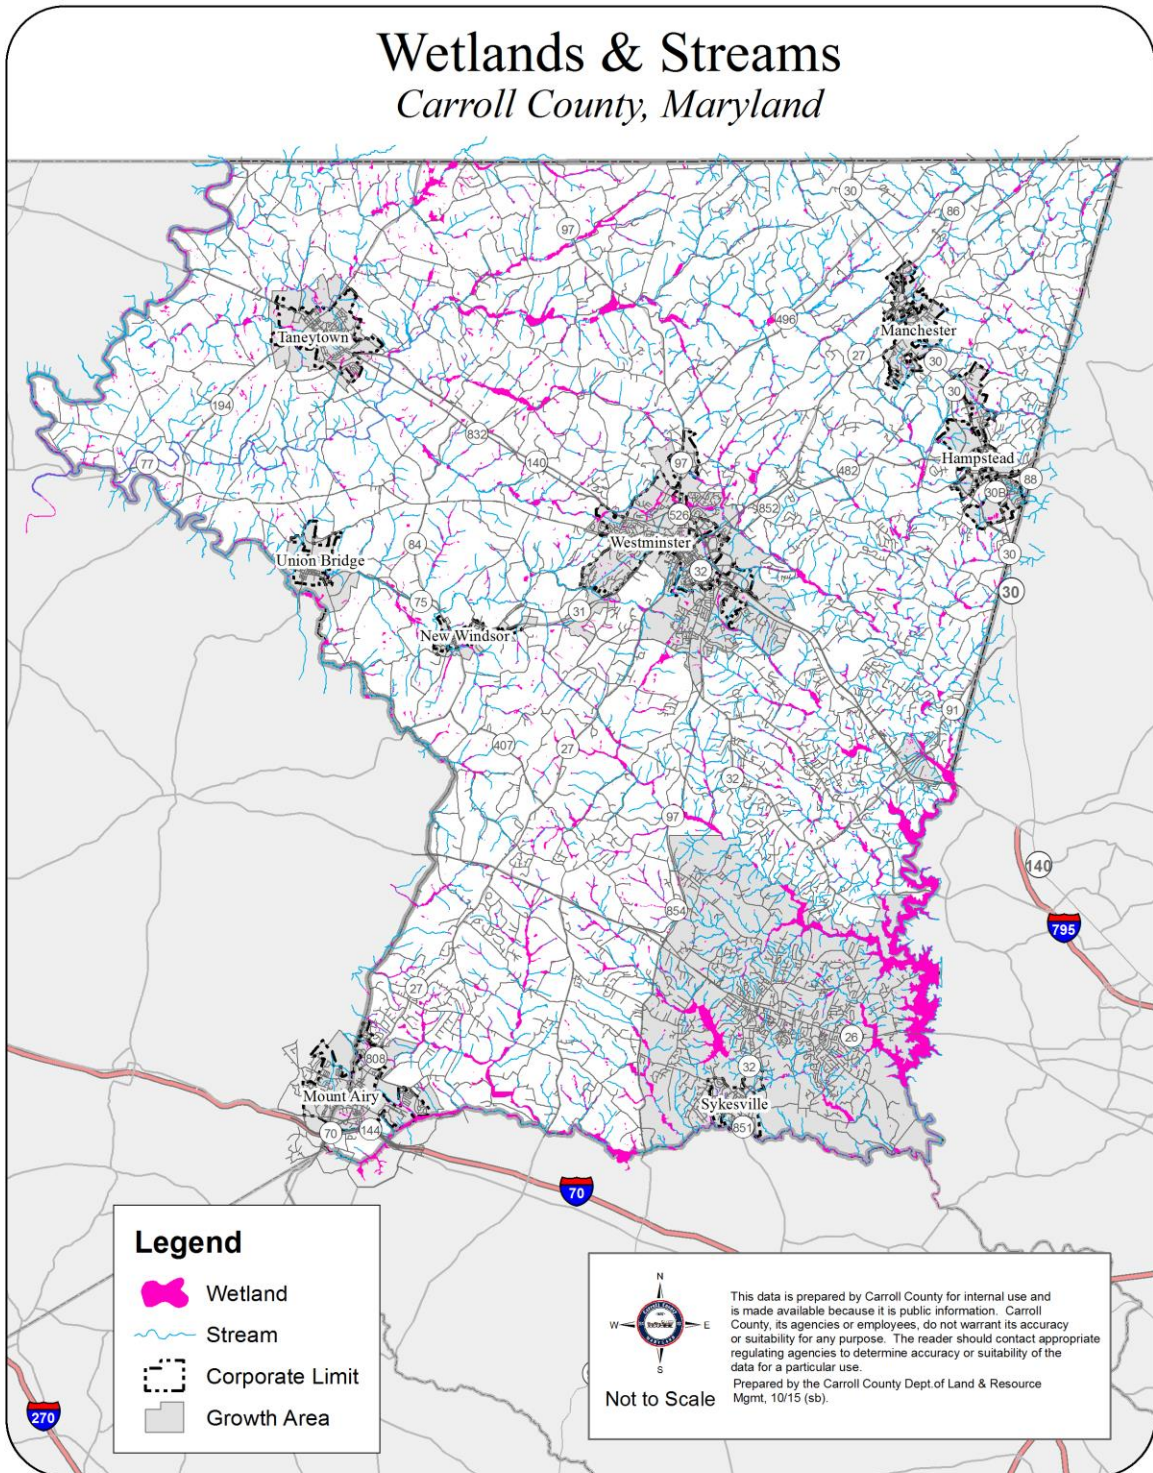 Wetlands & Streams
Carroll County, Maryland
30
86
97
Taneytown
496
Manchester
27
30
30
194
832
97
77
140
482
Hampstead
88
30B
526
852
Westminster
84
Union Bridge
30
32
30
75
31
New Windsor
91
407
27
32
97
140
854
795
27
26
808
32
Mount Airy
Sykesville
70
144
851
70
Legend
Wetland
Stream
Corporate Limit
Growth Area
270
N
W
E
S
Not to Scale
This data is prepared by Carroll County for internal use and
is made available because it is public information. Carroll
County, its agencies or employees, do not warrant its accuracy
or suitability for any purpose. The reader should contact appropriate
regulating agencies to determine accuracy or suitability of the
data for a particular use.
Prepared by the Carroll County Dept.of Land & Resource
Mgmt, 10/15 (sb).